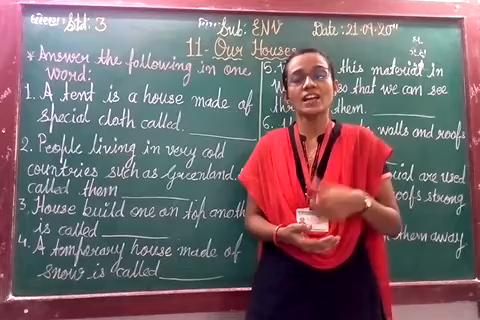 Std: 3
Sub: ENV
Date: 21.09.20
11- Our Houses
* Answer the following in one
word:
1. A tent is a house made of
special cloth called.
2. People living in very cold
countries such as Greenland.
called them
3. House build one on top anoth
is called
4. A temporary house made of
snow is called
5. this material in
so that we can see
them.
6. walls and roofs
are used
roofs strong
them away